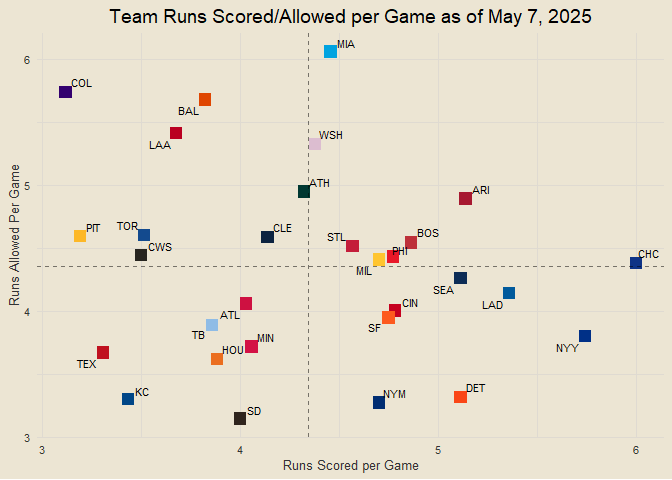 Team Runs Scored/Allowed per Game as of May 7, 2025
MIA
6
COL
BAL
WSH
LAA
5
ATH
ARI
PIT
TOR
CLE
STL
BOS
CWS
PHI
CHC
MIL
SEA
LAD
4
ATL
CIN
TB
SF
HOU
MIN
NYY
TEX
KC
NYM
DET
SD
3
3
4
5
6
Runs Scored per Game
Runs Allowed Per Game